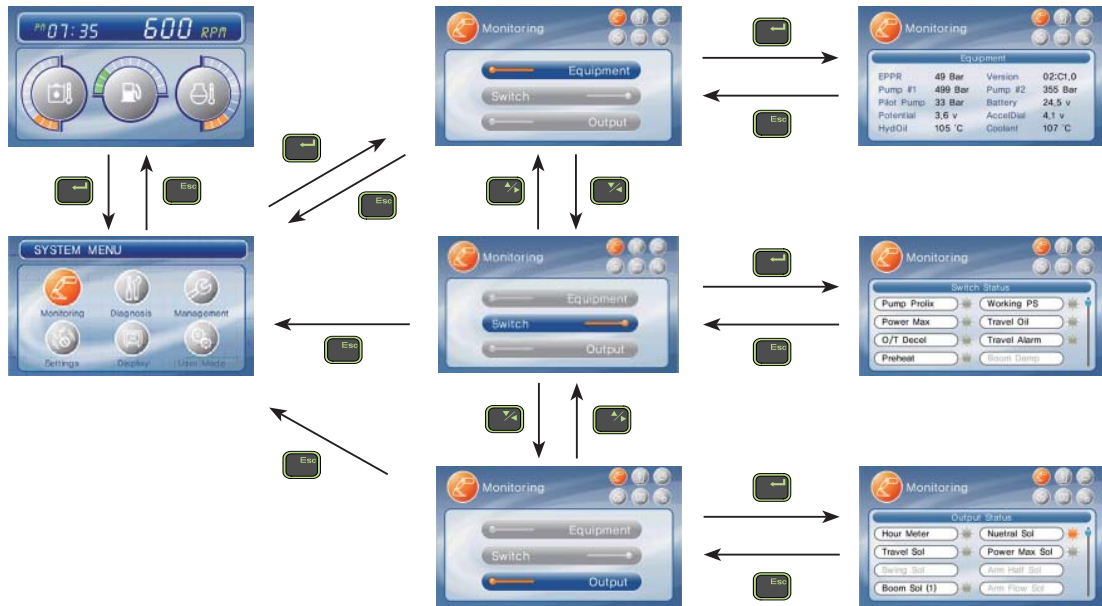 PM 07:35 600 RPM
Esc
SYSTEM MENU
Monitoring Diagnosis Management
Settings Display User Mode
Esc
Monitoring
Equipment
Switch
Output
Esc
Monitoring
Equipment
EPPR 49 Bar Version 02:C1,0
Pump #1 499 Bar Pump #2 355 Bar
Pilot Pump 33 Bar Battery 24,5 v
Potential 3,6 v AccelDial 4,1 v
HydOil 105 °C Coolant 107 °C
Monitoring
Equipment
Switch
Output
Esc
Esc
Monitoring
Switch Status
Pump Prolix Working PS
Power Max Travel Oil
O/T Decel Travel Alarm
Preheat Boom Damp
Esc
Monitoring
Equipment
Switch
Output
Esc
Monitoring
Output Status
Hour Meter Nuetral Sol
Travel Sol Power Max Sol
Swing Sol Arm Half Sol
Boom Sol (1) Arm Flow Sol